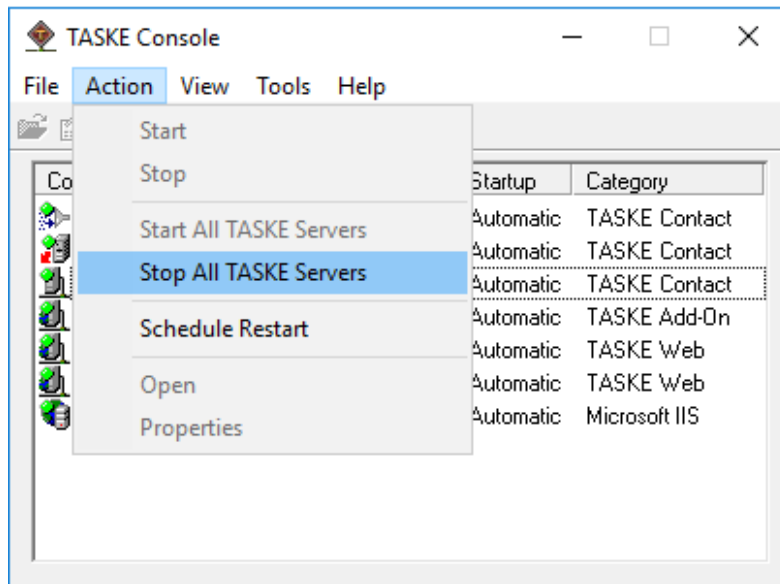 TASKE Console
File Action View Tools Help
Start
Stop
Start All TASKE Servers
Stop All TASKE Servers
Schedule Restart
Open
Properties
Startup Category
Automatic TASKE Contact
Automatic TASKE Contact
Automatic TASKE Contact
Automatic TASKE Add-On
Automatic TASKE Web
Automatic TASKE Web
Automatic Microsoft IIS